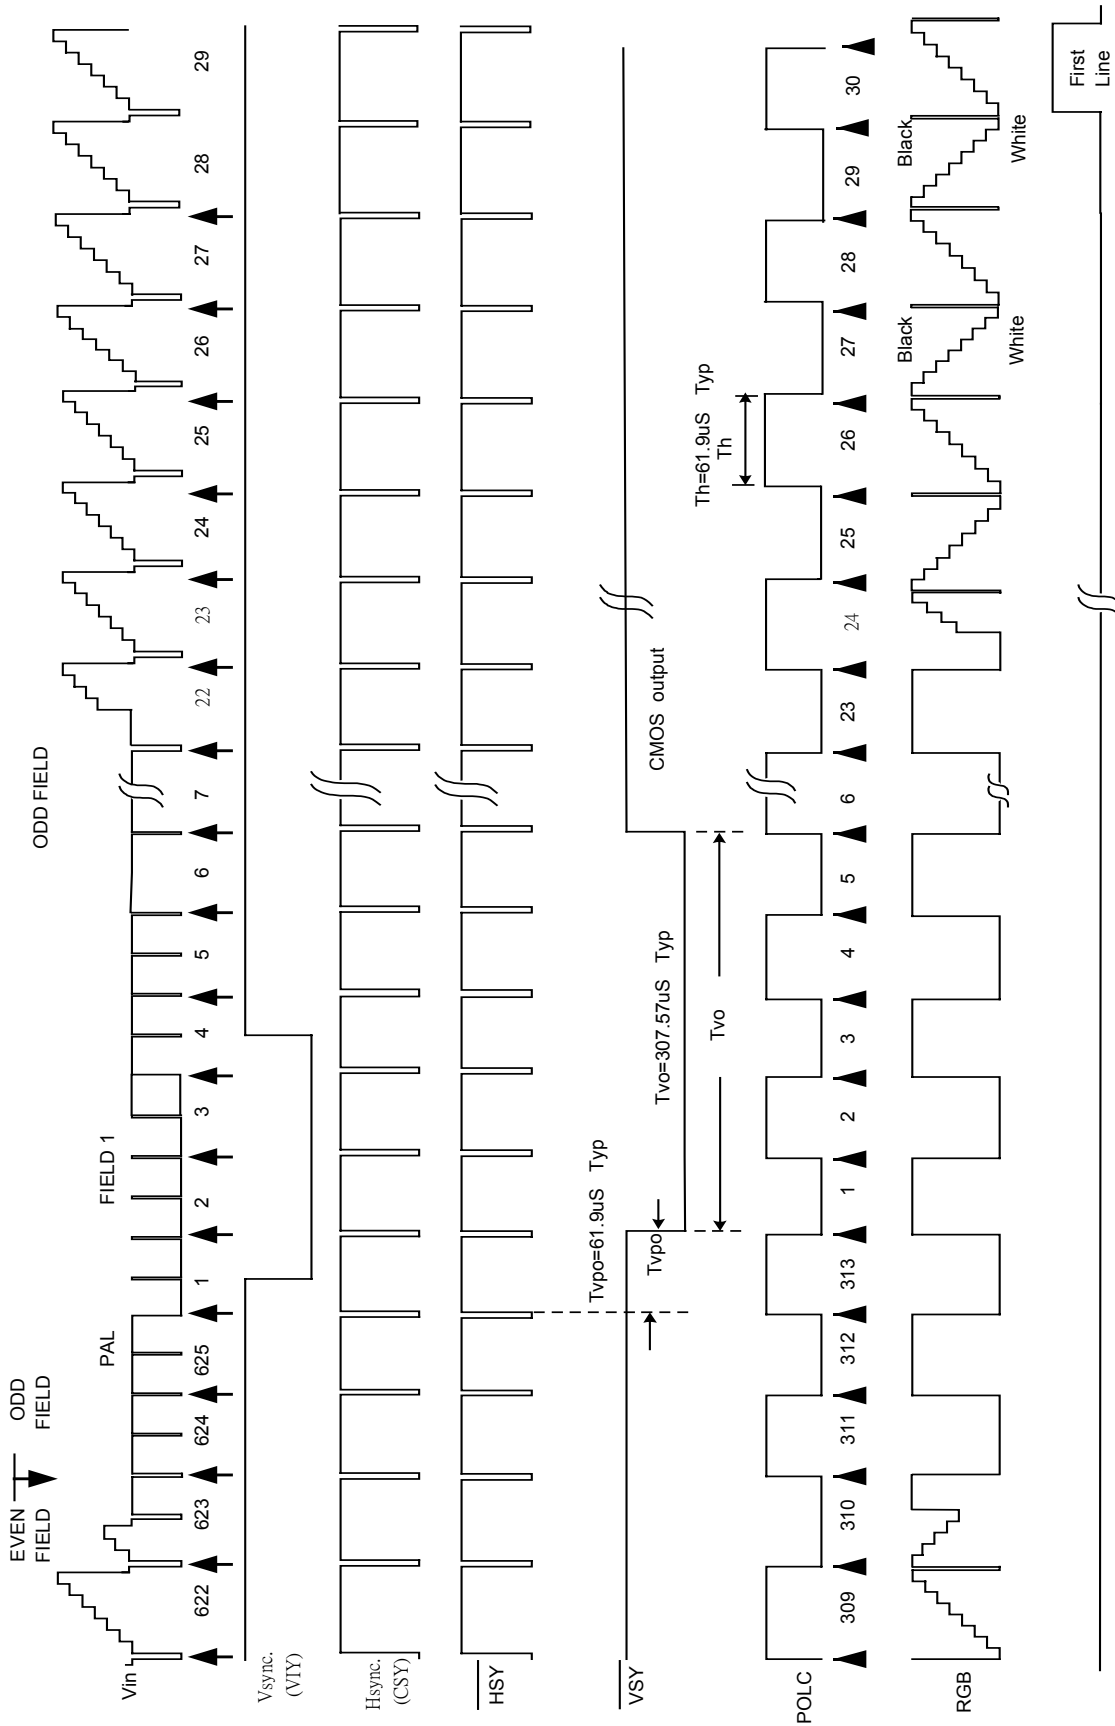 EVEN
FIELD
ODD
FIELD
ODD FIELD
PAL
FIELD 1
Vin
622
623
624
625
1
2
3
4
5
6
7
22
23
24
25
26
27
28
29
Vsync.
(VIY)
Hsync.
(CSY)
HSY
VSY
Tvpo=61.9uS Typ
Tvpo
Tvo=307.57uS Typ
Tvo
CMOS output
Th=61.9uS Typ
Th
POLC
309
310
311
312
313
1
2
3
4
5
6
23
24
25
26
27
28
29
30
RGB
Black
White
Black
White
First
Line